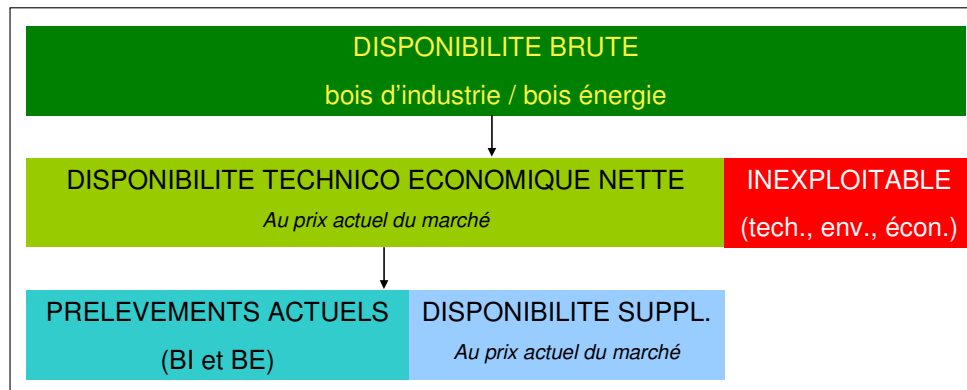 DISPONIBILITE BRUTE
bois d'industrie / bois énergie
DISPONIBILITE TECHNICO ECONOMIQUE NETTE
Au prix actuel du marché
INEXPLOITABLE
(tech., env., écon.)
PRELEVEMENTS ACTUELS
(BI et BE)
DISPONIBILITE SUPPL.
Au prix actuel du marché